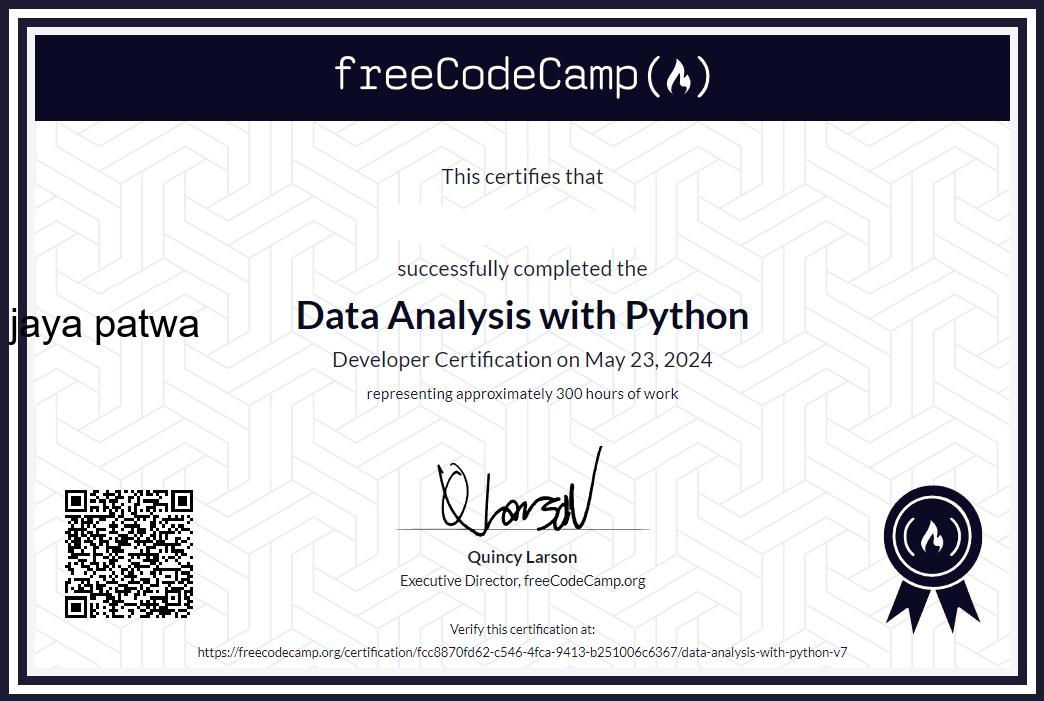 freeCodeCamp
This certifies that
successfully completed the
jaya patwa
Data Analysis with Python
Developer Certification on May 23, 2024
representing approximately 300 hours of work
QLarson
Quincy Larson
Executive Director, freeCodeCamp.org
Verify this certification at:
https://freecodecamp.org/certification/fcc8870fd62-c546-4fca-9413-b251006c6367/data-analysis-with-python-v7